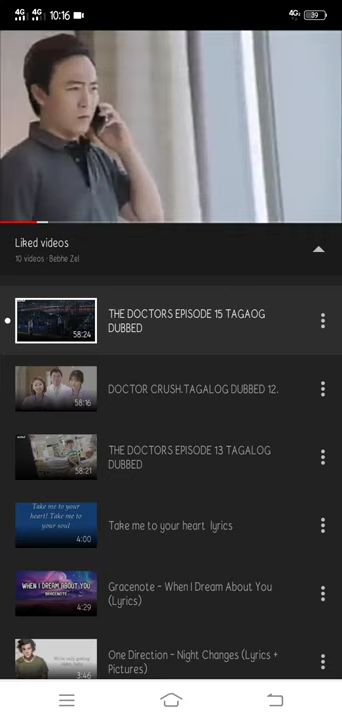 4G 4G 10:16 4G 39
Liked videos
10 videos · Bebhe Zel
THE DOCTORS EPISODE 15 TAGAOG
DUBBED
58:24
DOCTOR CRUSH.TAGALOG DUBBED 12.
58:16
THE DOCTORS EPISODE 13 TAGALOG
DUBBED
58:21
Take me to your
heart! Take me to
your soul
4:00
Take me to your heart lyrics
WHEN I DREAM ABOUT YOU
GRACENOTE
4:29
Gracenote - When I Dream About You
(Lyrics)
3:46
One Direction - Night Changes (Lyrics +
Pictures)